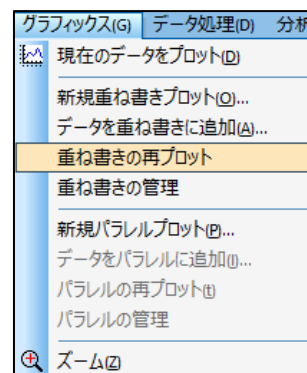 グラフィックス(G) データ処理(D) 分析
現在のデータをプロット(D)
新規重ね書きプロット(O)...
データを重ね書きに追加(A)...
重ね書きの再プロット
重ね書きの管理
新規パラレルプロット(P)...
データをパラレルに追加(I)...
パラレルの再プロット(t)
パラレルの管理
ズーム(Z)